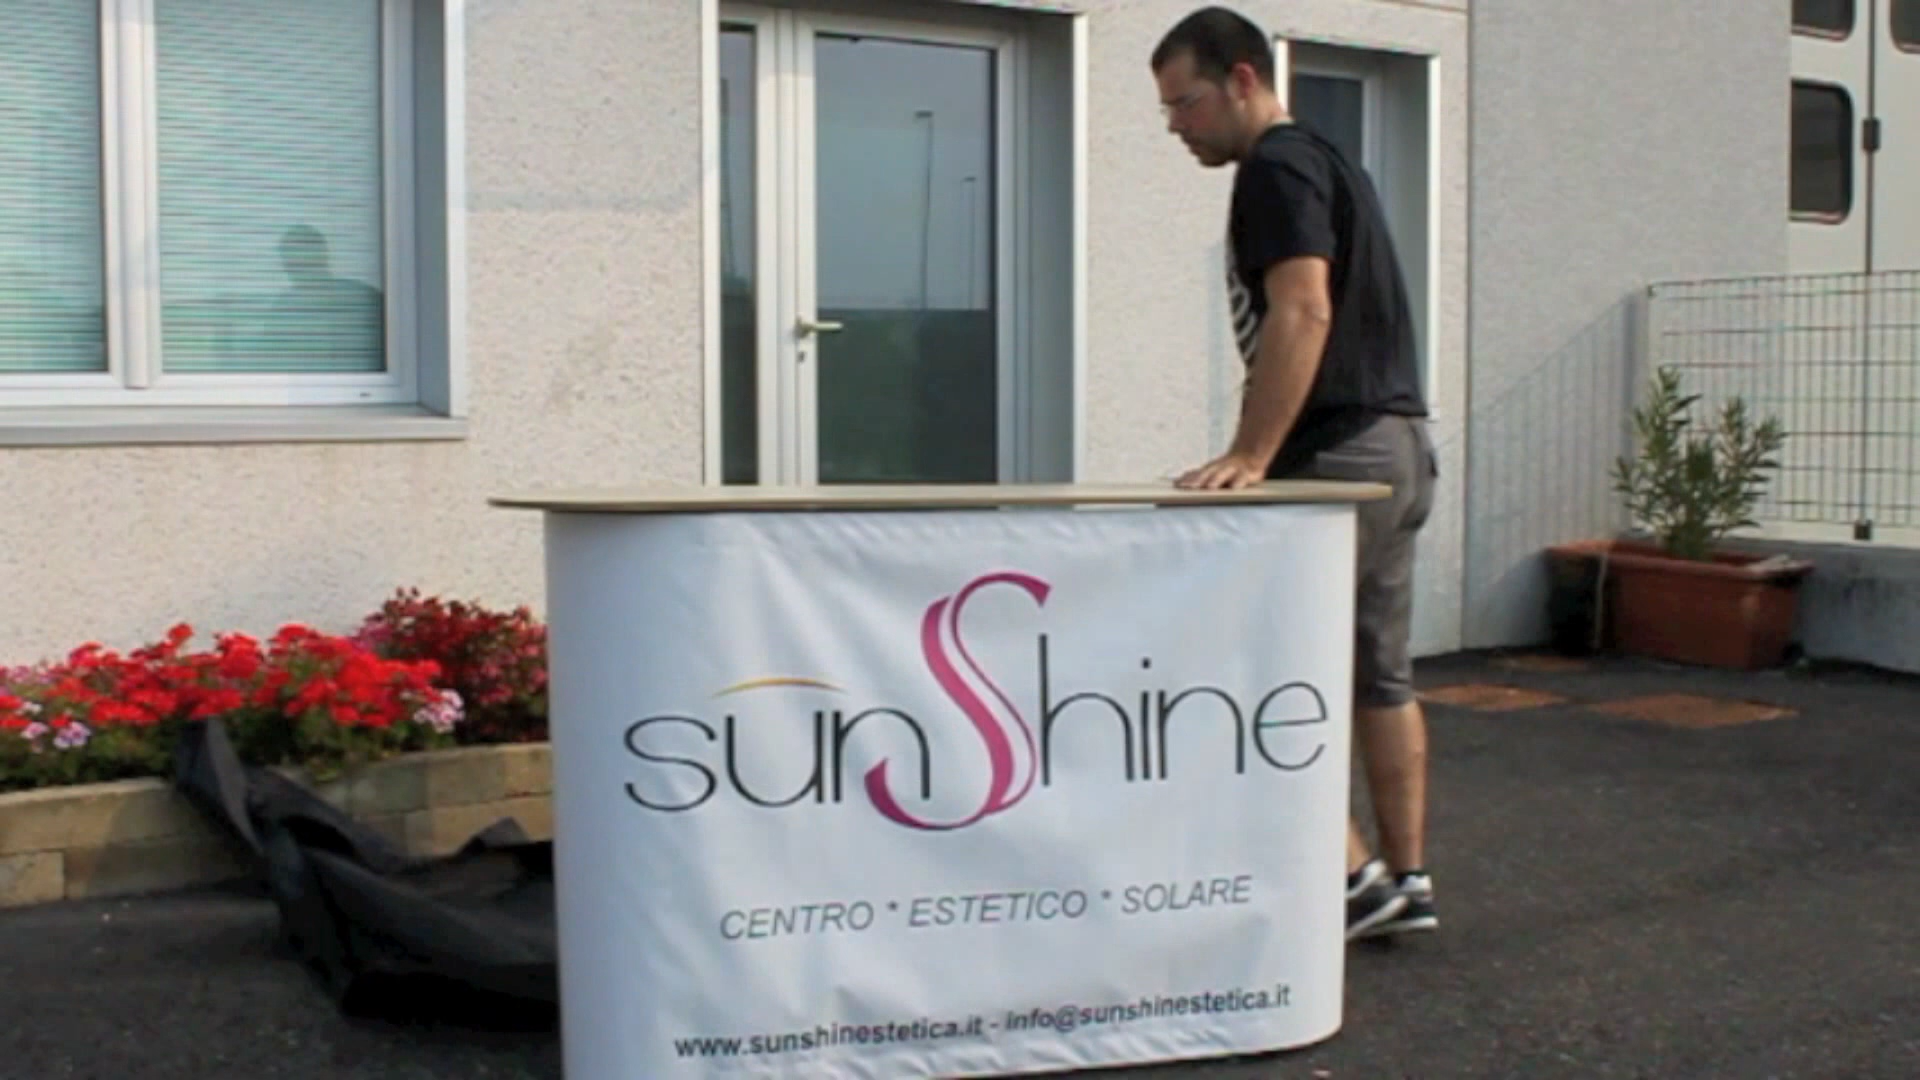 sunShine
CENTRO * ESTETICO * SOLARE
www.sunshinestetica.it - info@sunshinestetica.it